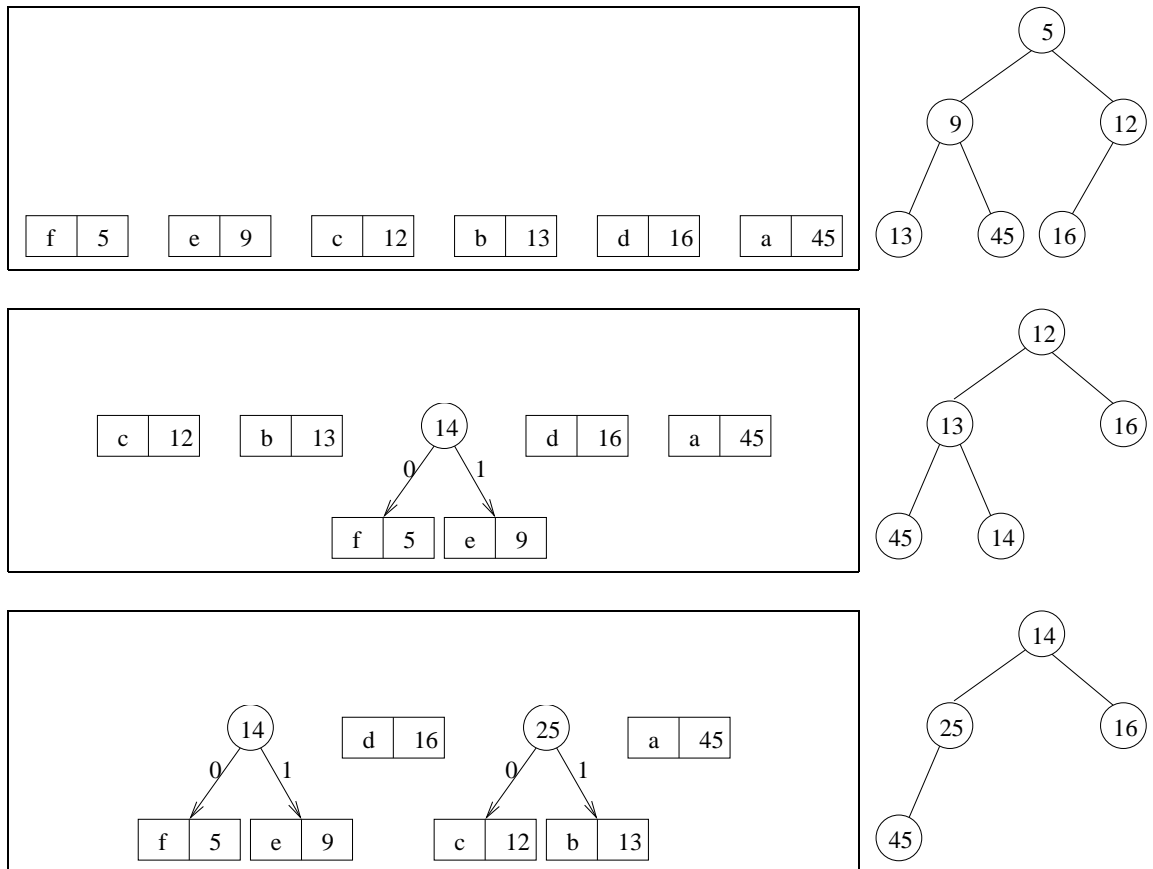 5
9 12
f 5 e 9 c 12 b 13 d 16 a 45
13 45 16
12
c 12 b 13 14 d 16 a 45
13 16
0 1
f 5 e 9
45 14
14
14 d 16 25 a 45
25 16
0 1 0 1
f 5 e 9 c 12 b 13
45